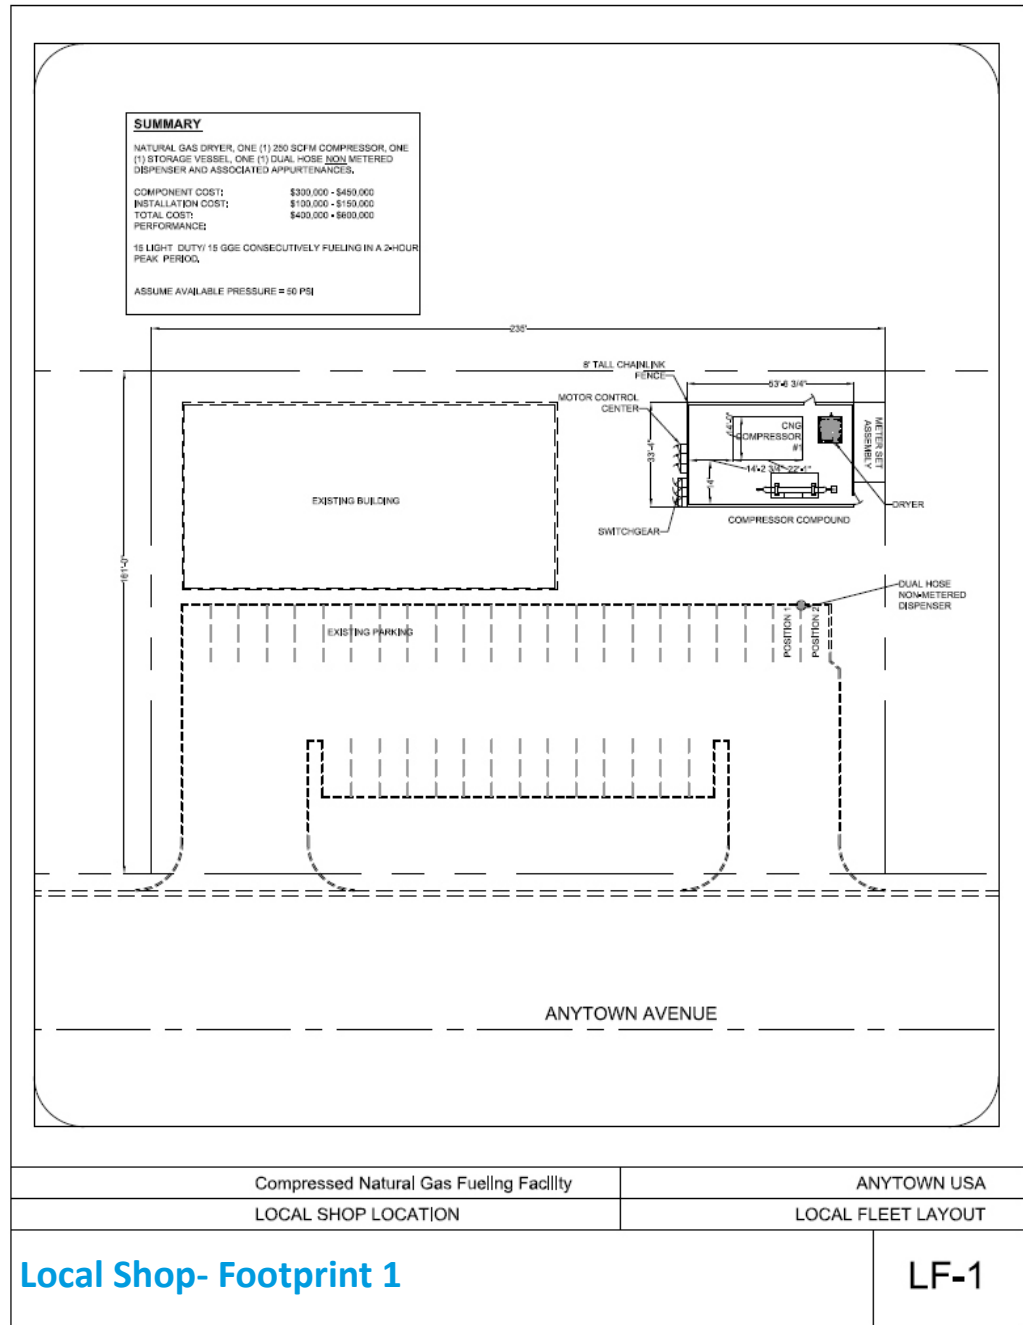 SUMMARY
NATURAL GAS DRYER, ONE (1) 250 SCFM COMPRESSOR, ONE
(1) STORAGE VESSEL, ONE (1) DUAL HOSE NON METERED
DISPENSER AND ASSOCIATED APPURTENANCES.
COMPONENT COST: $300,000 - $450,000
INSTALLATION COST: $100,000 - $150,000
TOTAL COST: $400,000 - $600,000
PERFORMANCE:
15 LIGHT DUTY/ 15 GGE CONSECUTIVELY FUELING IN A 2-HOUR
PEAK PERIOD.
ASSUME AVAILABLE PRESSURE = 50 PSI
235'
8' TALL CHAINLINK
FENCE
53'-8 3/4"
MOTOR CONTROL
CENTER
33'-4"
14'-0"
CNG
COMPRESSOR
#1
METER SET
ASSEMBLY
14'-2 3/4"
22'-1"
14'
EXISTING BUILDING
DRYER
COMPRESSOR COMPOUND
SWITCHGEAR
161'-0"
DUAL HOSE
NON-METERED
DISPENSER
EXISTING PARKING
POSITION 1
POSITION 2
ANYTOWN AVENUE
Compressed Natural Gas Fueling Facility
ANYTOWN USA
LOCAL SHOP LOCATION
LOCAL FLEET LAYOUT
Local Shop- Footprint 1
LF-1